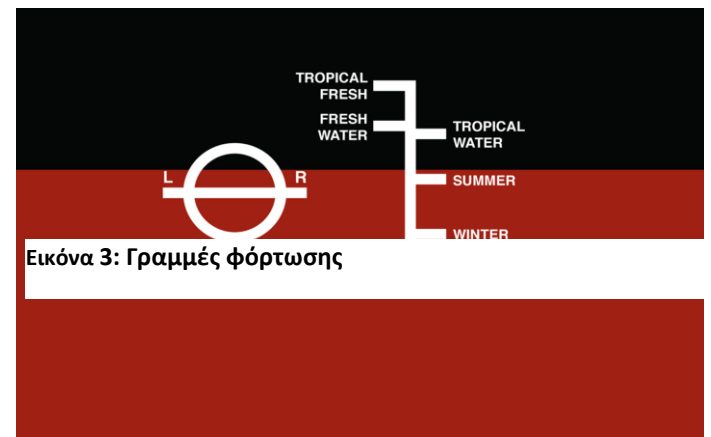 TROPICAL
FRESH
FRESH
WATER
TROPICAL
WATER
L
R
SUMMER
WINTER
Εικόνα 3: Γραμμές φόρτωσης